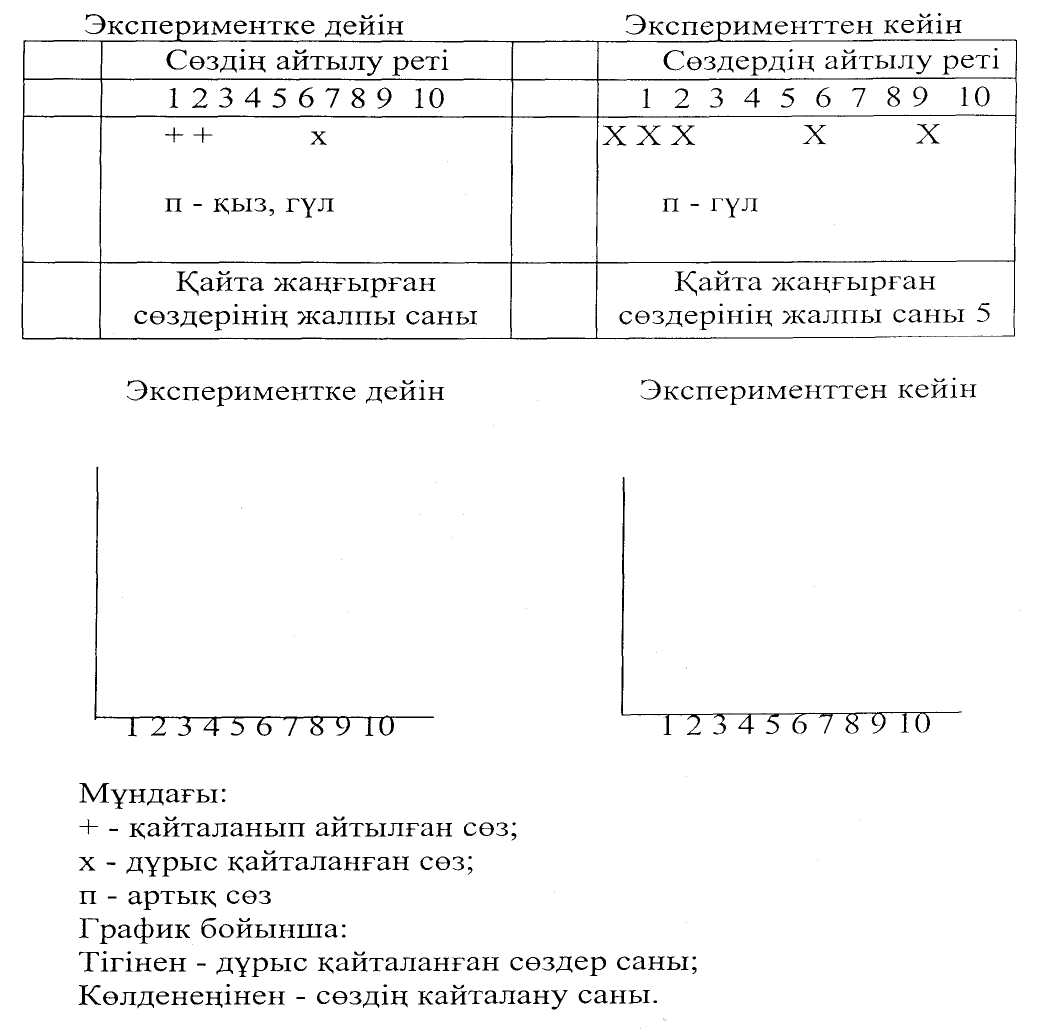 Экспериментке дейін Эксперименттен кейін
Сөздің айтылу реті Сөздердің айтылу реті
1 2 3 4 5 6 7 8 9 10 1 2 3 4 5 6 7 8 9 10
+ + х Х Х Х Х Х
п - қыз, гүл п - гүл
Қайта жаңғырған Қайта жаңғырған
сөздерінің жалпы саны сөздерінің жалпы саны 5
Экспериментке дейін Эксперименттен кейін
1 2 3 4 5 6 7 8 9 10 1 2 3 4 5 6 7 8 9 10
Мұндағы:
+ - қайталанып айтылған сөз;
х - дұрыс қайталанған сөз;
п - артық сөз
График бойынша:
Тігінен - дұрыс қайталанған сөздер саны;
Көлденеңінен - сөздің кайталану саны.